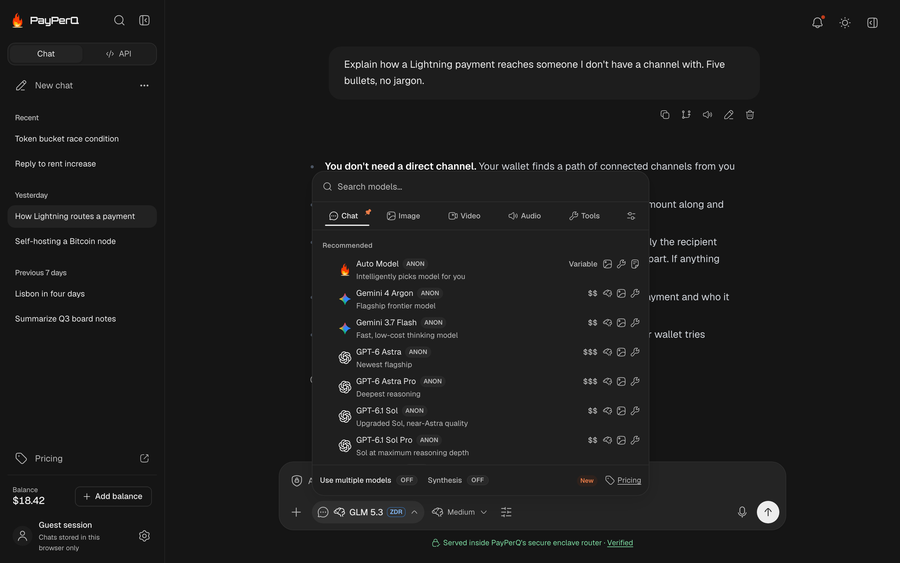 PayPerQ
Chat
API
New chat
Recent
Token bucket race condition
Reply to rent increase
Yesterday
How Lightning routes a payment
Self-hosting a Bitcoin node
Previous 7 days
Lisbon in four days
Summarize Q3 board notes
Pricing
Balance
$18.42
+ Add balance
Guest session
Chats stored in this
browser only
Explain how a Lightning payment reaches someone I don't have a channel with. Five
bullets, no jargon.
You don't need a direct channel. Your wallet finds a path of connected channels from you
mount along and
ly the recipient
part. If anything
yment and who it
r wallet tries
Search models...
Chat
Image
Video
Audio
Tools
Recommended
Auto Model ANON
Variable
Intelligently picks model for you
Gemini 4 Argon ANON
$$
Flagship frontier model
Gemini 3.7 Flash ANON
$$
Fast, low-cost thinking model
GPT-6 Astra ANON
$$$
Newest flagship
GPT-6 Astra Pro ANON
$$$
Deepest reasoning
GPT-6.1 Sol ANON
$$
Upgraded Sol, near-Astra quality
GPT-6.1 Sol Pro ANON
$$
Sol at maximum reasoning depth
Use multiple models OFF
Synthesis OFF
New
Pricing
GLM 5.3 ZDR
Medium
Served inside PayPerQ's secure enclave router · Verified